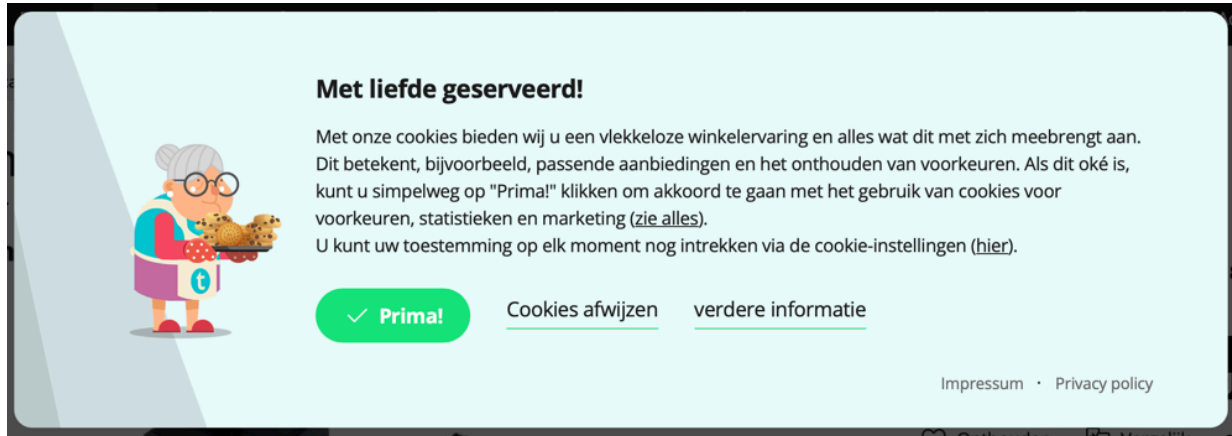 Met liefde geserveerd!
Met onze cookies bieden wij u een vlekkeloze winkelervaring en alles wat dit met zich meebrengt aan.
Dit betekent, bijvoorbeeld, passende aanbiedingen en het onthouden van voorkeuren. Als dit oké is,
kunt u simpelweg op "Prima!" klikken om akkoord te gaan met het gebruik van cookies voor
voorkeuren, statistieken en marketing (zie alles).
U kunt uw toestemming op elk moment nog intrekken via de cookie-instellingen (hier).
t
Prima! Cookies afwijzen verdere informatie
Impressum · Privacy policy